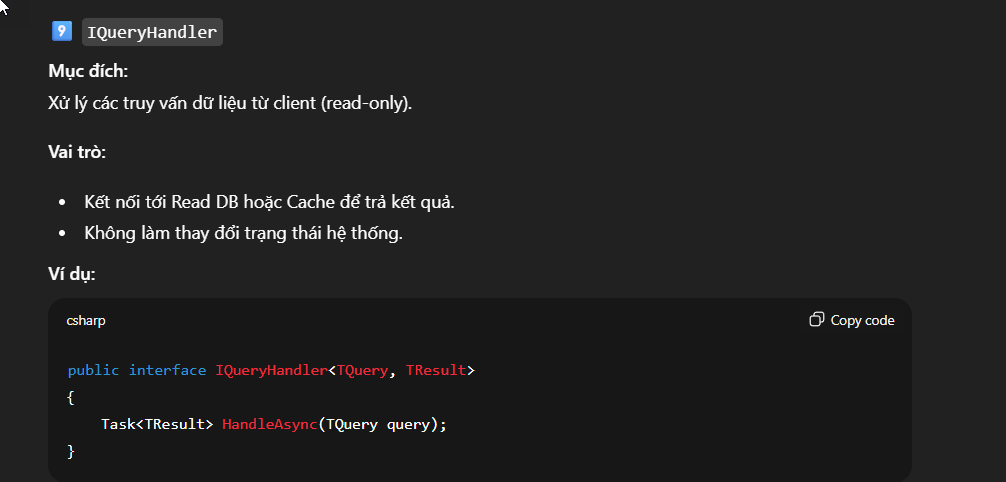 9 IQueryHandler
Mục đích:
Xử lý các truy vấn dữ liệu từ client (read-only).
Vai trò:
• Kết nối tới Read DB hoặc Cache để trả kết quả.
• Không làm thay đổi trạng thái hệ thống.
Ví dụ:
csharp Copy code
public interface IQueryHandler<TQuery, TResult>
{
    Task<TResult> HandleAsync(TQuery query);
}